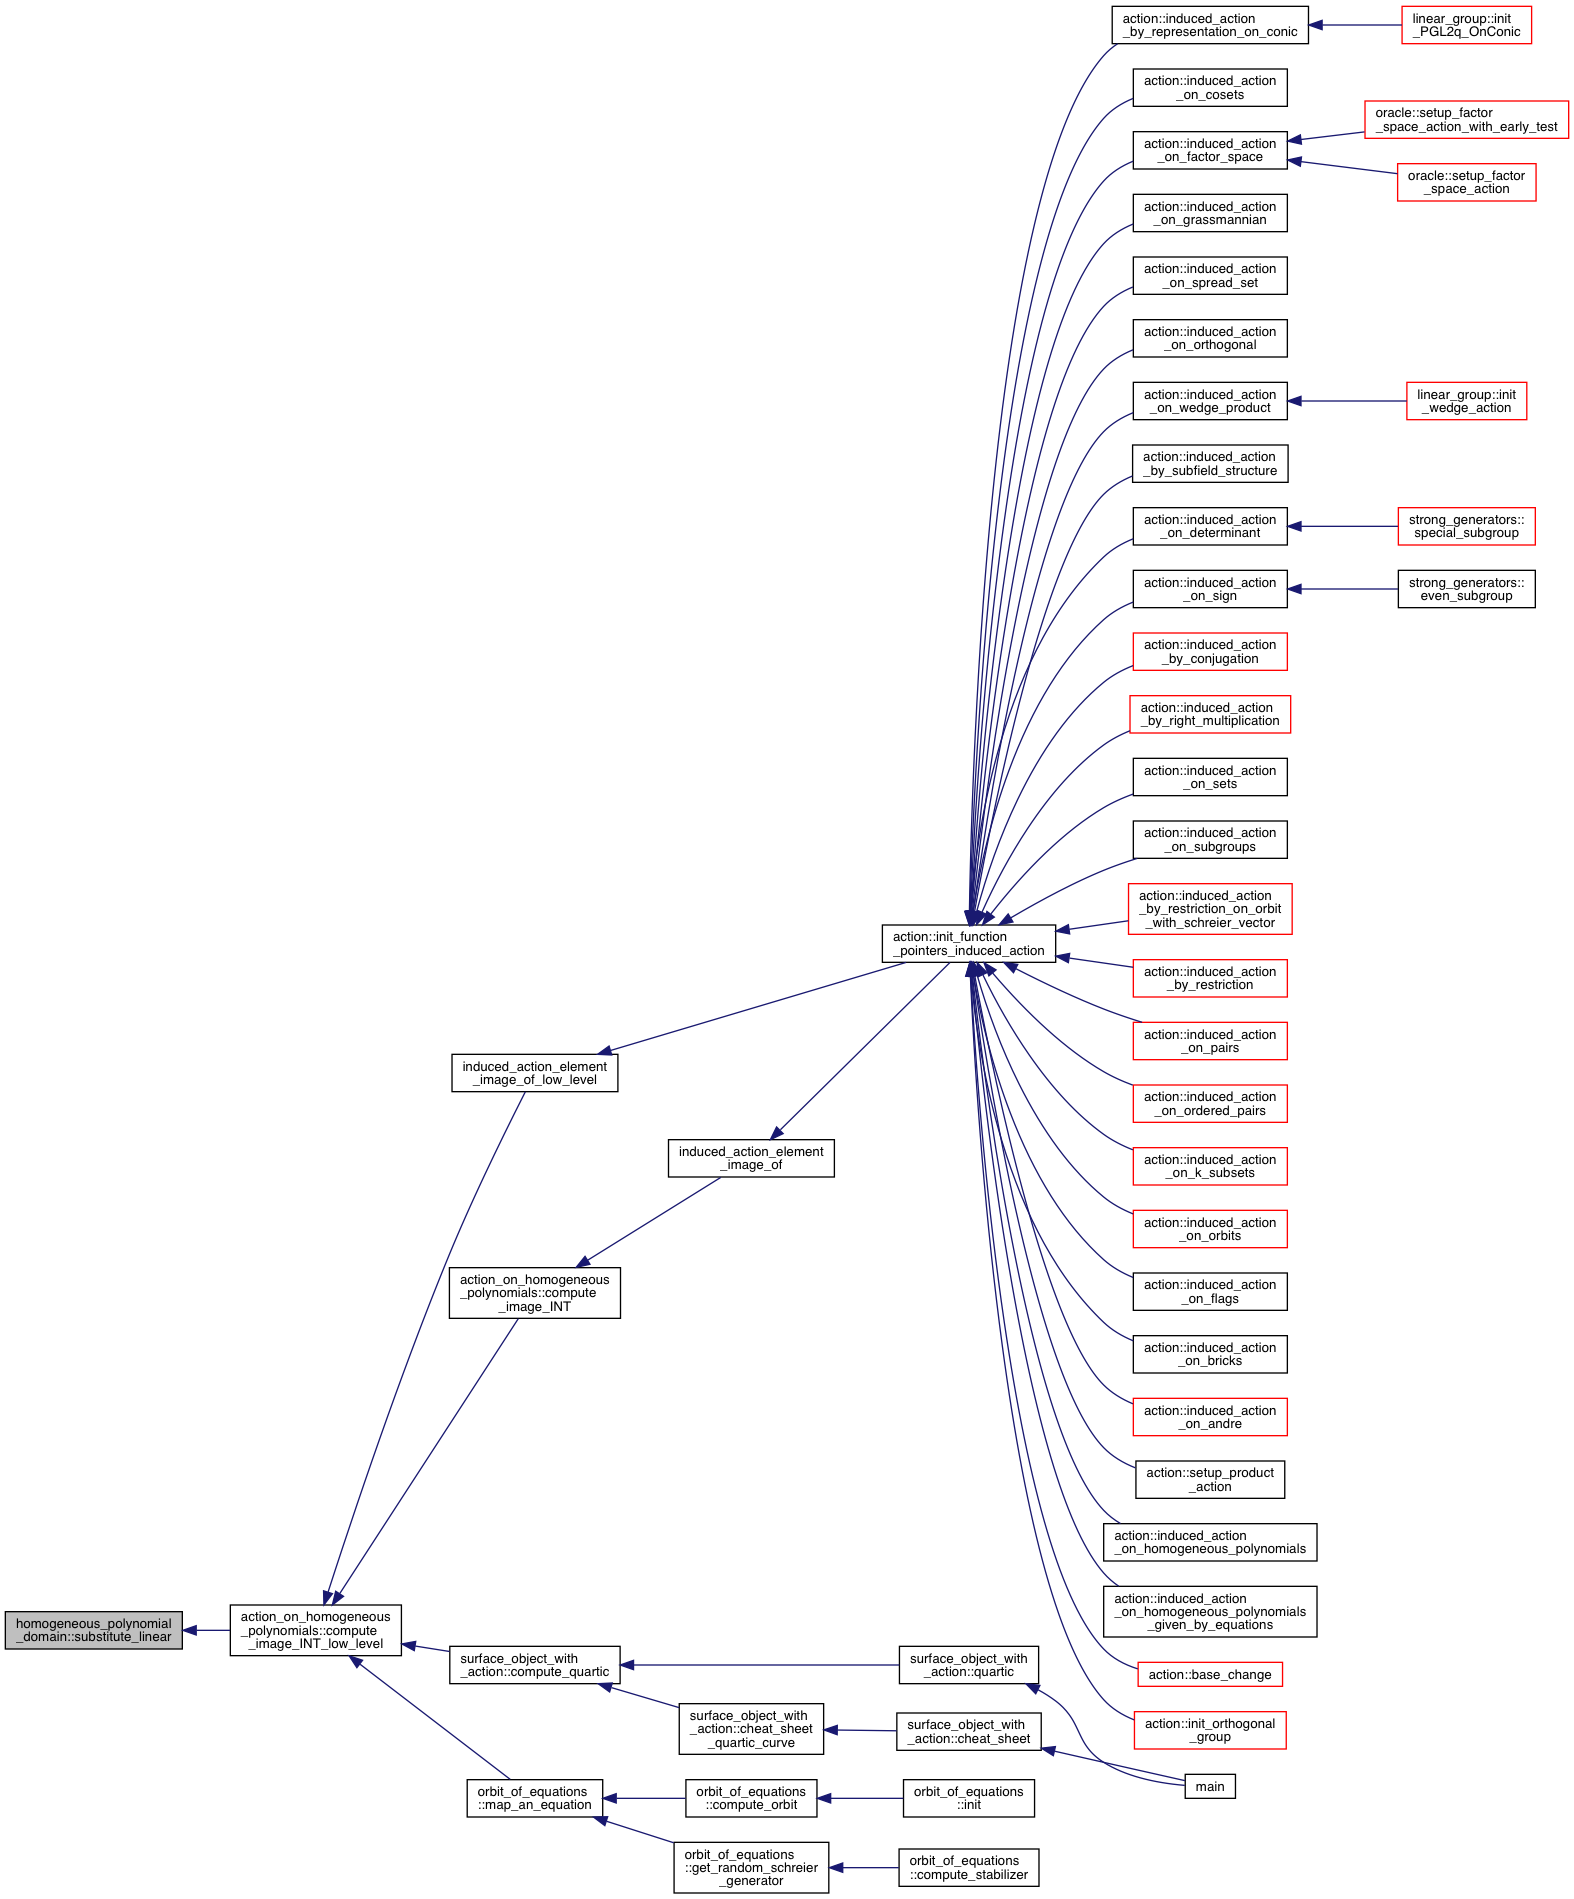 action::induced_action
_by_representation_on_conic
linear_group::init
_PGL2q_OnConic
action::induced_action
_on_cosets
oracle::setup_factor
_space_action_with_early_test
action::induced_action
_on_factor_space
oracle::setup_factor
_space_action
action::induced_action
_on_grassmannian
action::induced_action
_on_spread_set
action::induced_action
_on_orthogonal
action::induced_action
_on_wedge_product
linear_group::init
_wedge_action
action::induced_action
_by_subfield_structure
action::induced_action
_on_determinant
strong_generators::
special_subgroup
action::induced_action
_on_sign
strong_generators::
even_subgroup
action::induced_action
_by_conjugation
action::induced_action
_by_right_multiplication
action::induced_action
_on_sets
action::induced_action
_on_subgroups
action::induced_action
_by_restriction_on_orbit
_with_schreier_vector
action::init_function
_pointers_induced_action
action::induced_action
_by_restriction
action::induced_action
_on_pairs
induced_action_element
_image_of_low_level
action::induced_action
_on_ordered_pairs
induced_action_element
_image_of
action::induced_action
_on_k_subsets
action::induced_action
_on_orbits
action_on_homogeneous
_polynomials::compute
_image_INT
action::induced_action
_on_flags
action::induced_action
_on_bricks
action::induced_action
_on_andre
action::setup_product
_action
action::induced_action
_on_homogeneous_polynomials
action::induced_action
_on_homogeneous_polynomials
_given_by_equations
homogeneous_polynomial
_domain::substitute_linear
action_on_homogeneous
_polynomials::compute
_image_INT_low_level
surface_object_with
_action::compute_quartic
surface_object_with
_action::quartic
action::base_change
surface_object_with
_action::cheat_sheet
_quartic_curve
surface_object_with
_action::cheat_sheet
action::init_orthogonal
_group
main
orbit_of_equations
::map_an_equation
orbit_of_equations
::compute_orbit
orbit_of_equations
::init
orbit_of_equations
::get_random_schreier
_generator
orbit_of_equations
::compute_stabilizer